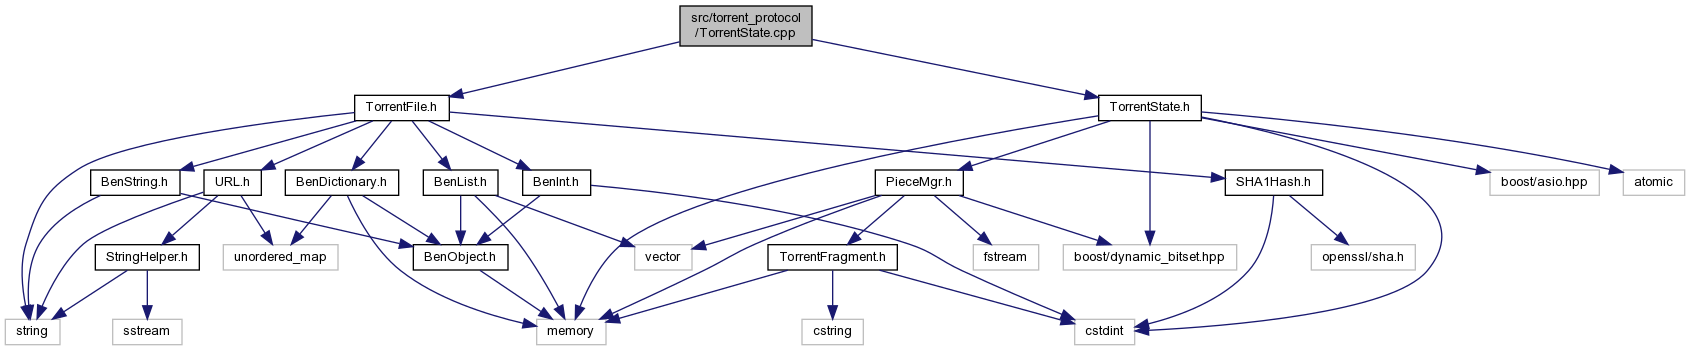 src/torrent_protocol
/TorrentState.cpp
TorrentFile.h
TorrentState.h
BenString.h
URL.h
BenDictionary.h
BenList.h
BenInt.h
PieceMgr.h
SHA1Hash.h
boost/asio.hpp
atomic
StringHelper.h
unordered_map
BenObject.h
vector
TorrentFragment.h
fstream
boost/dynamic_bitset.hpp
openssl/sha.h
string
sstream
memory
cstring
cstdint